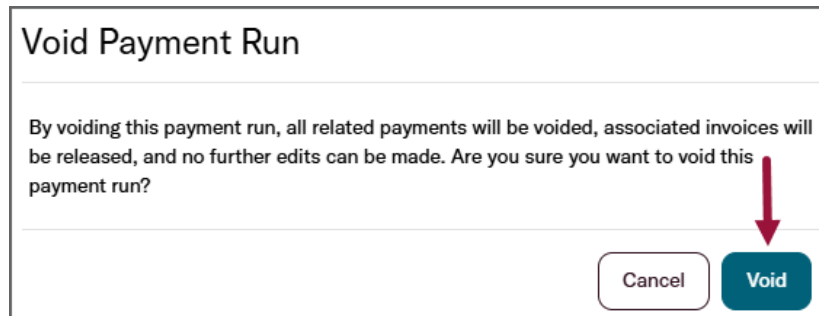 Void Payment Run
By voiding this payment run, all related payments will be voided, associated invoices will
be released, and no further edits can be made. Are you sure you want to void this
payment run?
Cancel
Void